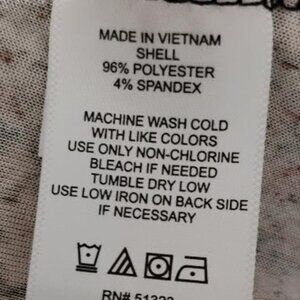 MADE IN VIETNAM
SHELL
96% POLYESTER
4% SPANDEX
MACHINE WASH COLD
WITH LIKE COLORS
USE ONLY NON-CHLORINE
BLEACH IF NEEDED
TUMBLE DRY LOW
USE LOW IRON ON BACK SIDE
IF NECESSARY
RN#